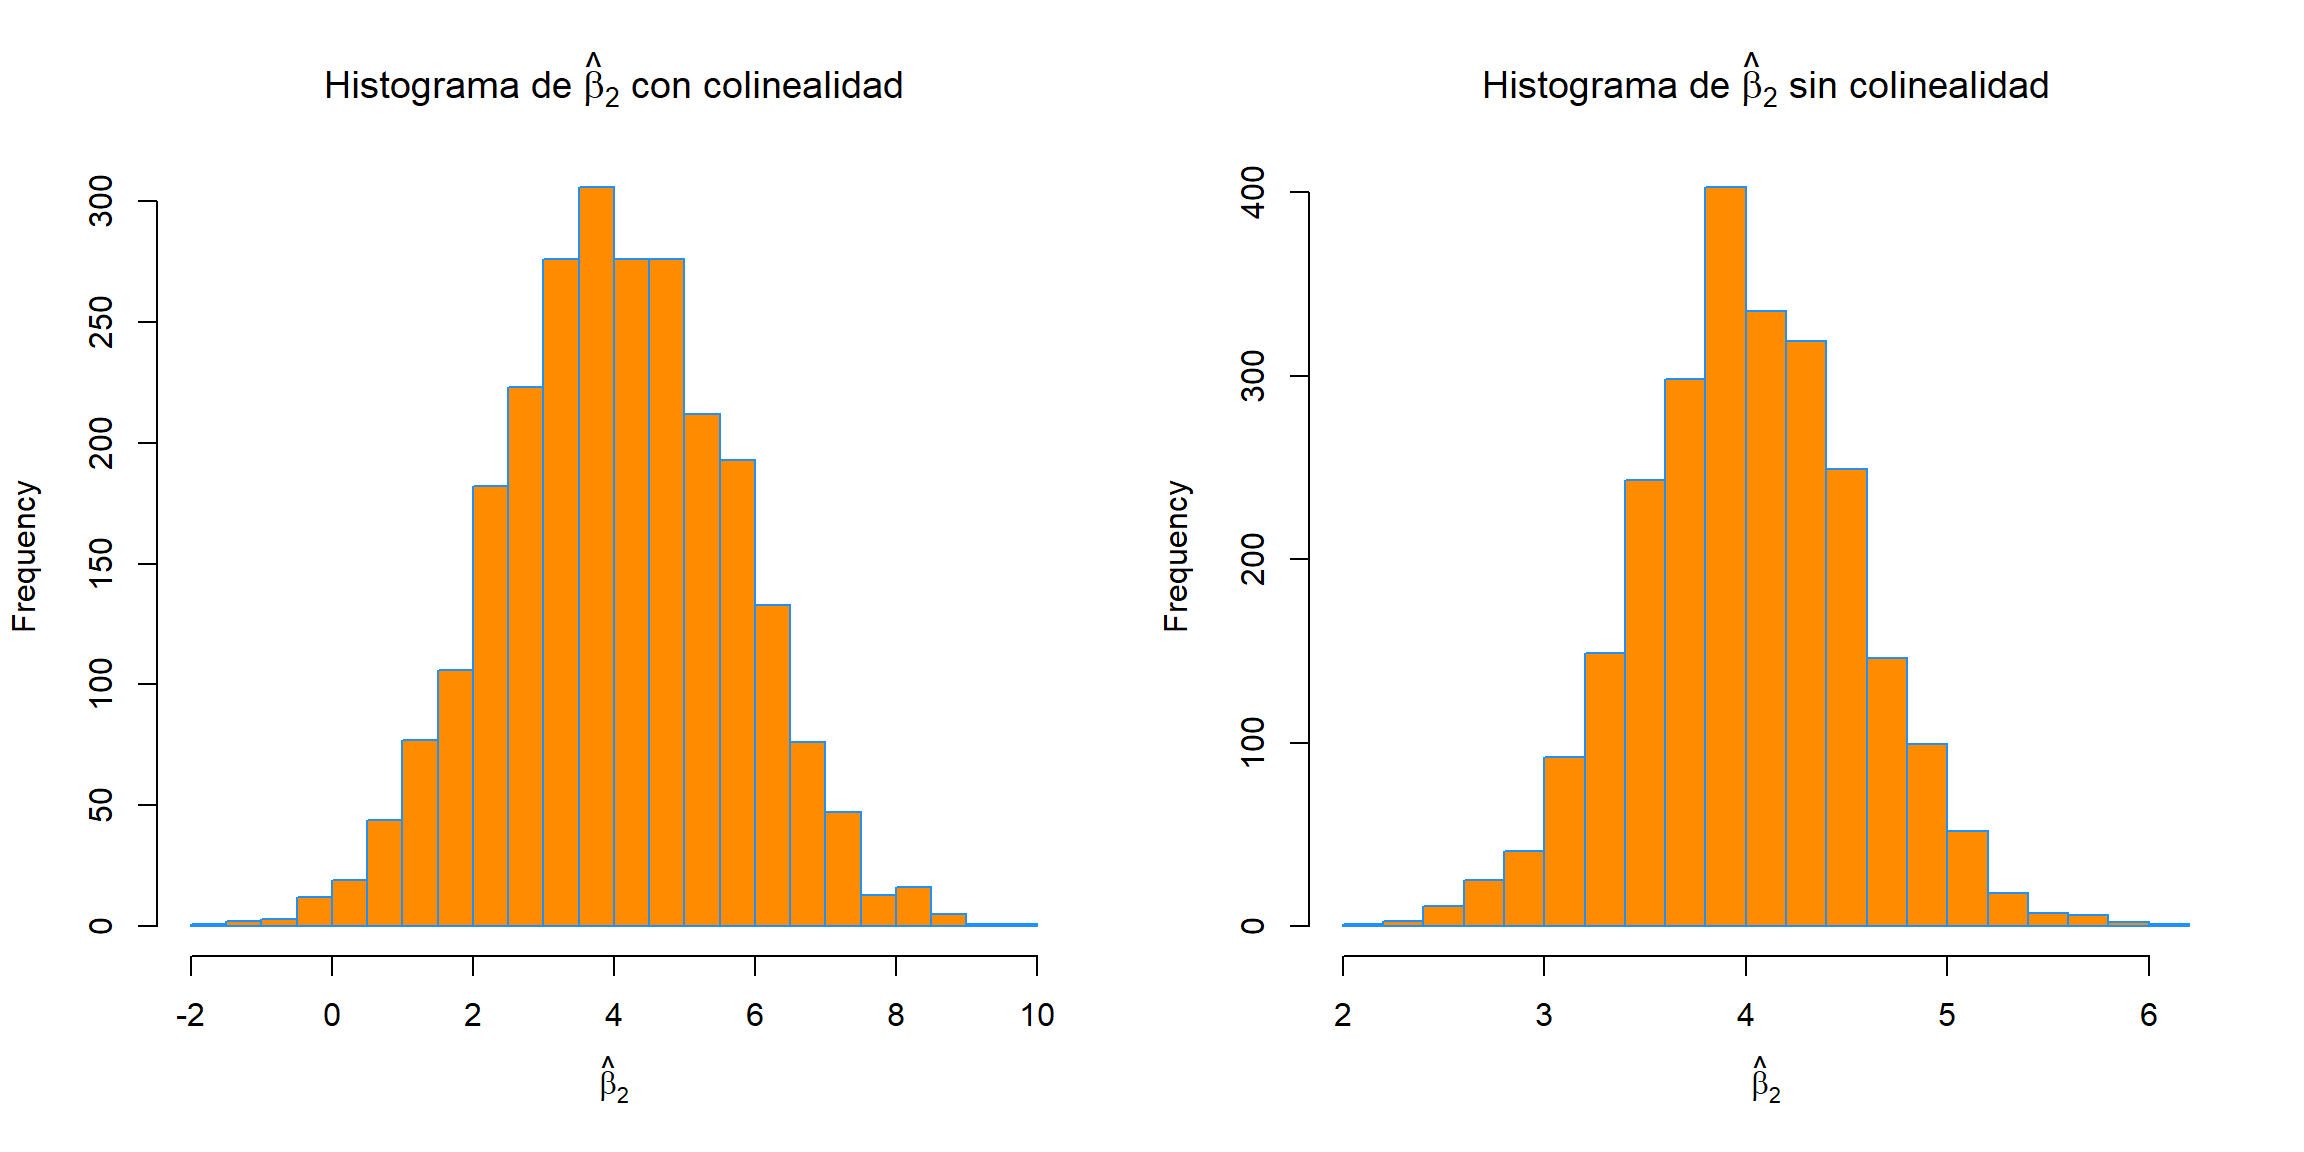 Histograma de β̂₂ con colinealidad
Frequency
0 50 100 150 200 250 300
-2 0 2 4 6 8 10
β̂₂
Histograma de β̂₂ sin colinealidad
Frequency
0 100 200 300 400
2 3 4 5 6
β̂₂